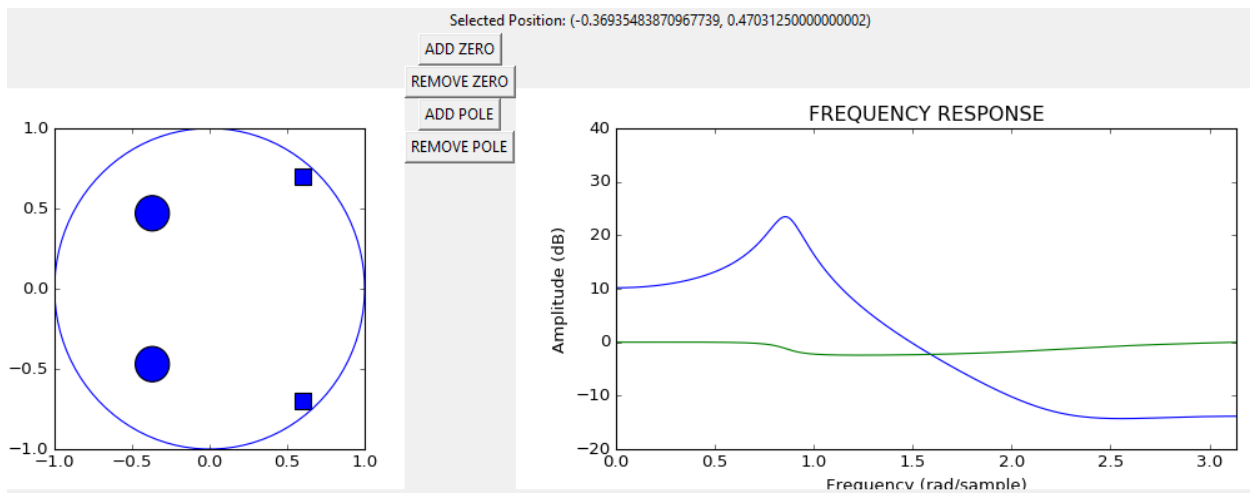 Selected Position: (-0.36935483870967739, 0.47031250000000002)
ADD ZERO
REMOVE ZERO
ADD POLE
REMOVE POLE
1.0
0.5
0.0
−0.5
−1.0
−1.0 −0.5 0.0 0.5 1.0
FREQUENCY RESPONSE
Amplitude (dB)
40
30
20
10
0
−10
−20
0.0 0.5 1.0 1.5 2.0 2.5 3.0
Frequency (rad/sample)